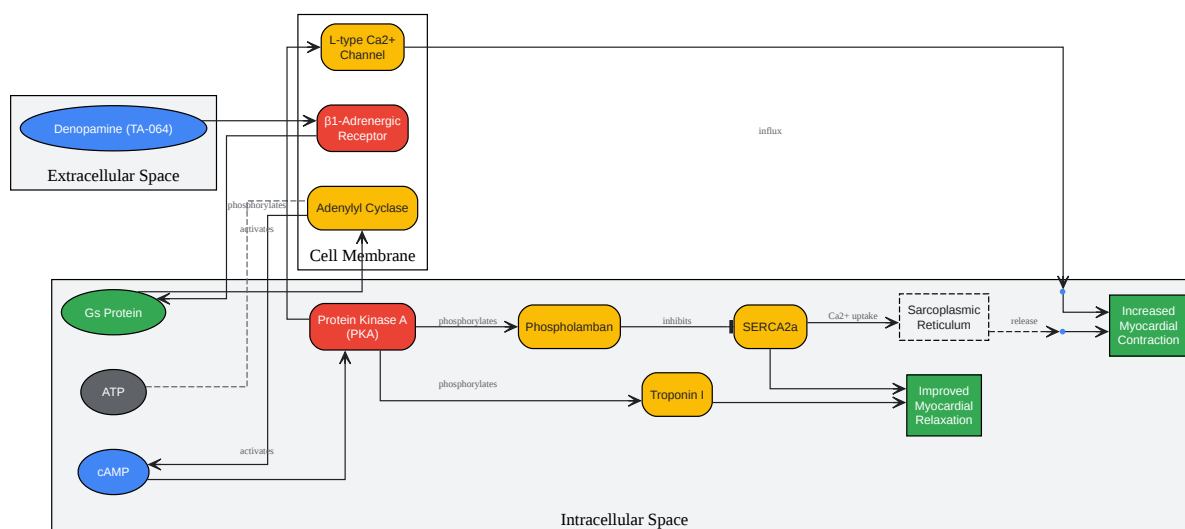 L-type Ca2+
Channel
Denopamine (TA-064)
β1-Adrenergic
Receptor
influx
Extracellular Space
phosphorylates
Adenylyl Cyclase
activates
Cell Membrane
Gs Protein
Protein Kinase A
(PKA)
phosphorylates
Phospholamban
inhibits
SERCA2a
Ca2+ uptake
Sarcoplasmic
Reticulum
release
Increased
Myocardial
Contraction
ATP
phosphorylates
Troponin I
Improved
Myocardial
Relaxation
cAMP
activates
Intracellular Space